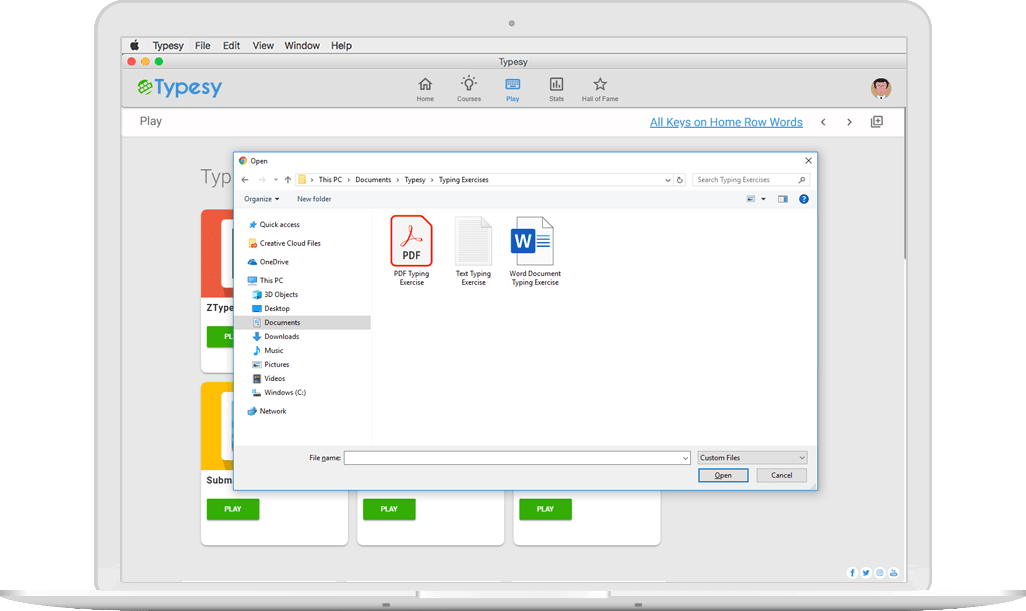 Typesy File Edit View Window Help
Typesy
Typesy
Home Courses Play Stats Hall of Fame
Play
All Keys on Home Row Words
Typ
Open
This PC > Documents > Typesy > Typing Exercises
Search Typing Exercises
Organize
New folder
?
Quick access
Creative Cloud Files
OneDrive
This PC
3D Objects
Desktop
Documents
Downloads
Music
Pictures
Videos
Windows (C:)
Network
PDF
PDF Typing
Exercise
Text Typing
Exercise
W
Word Document
Typing Exercise
File name:
Custom Files
Open
Cancel
ZType
PL
Subm
PLAY
PLAY
PLAY